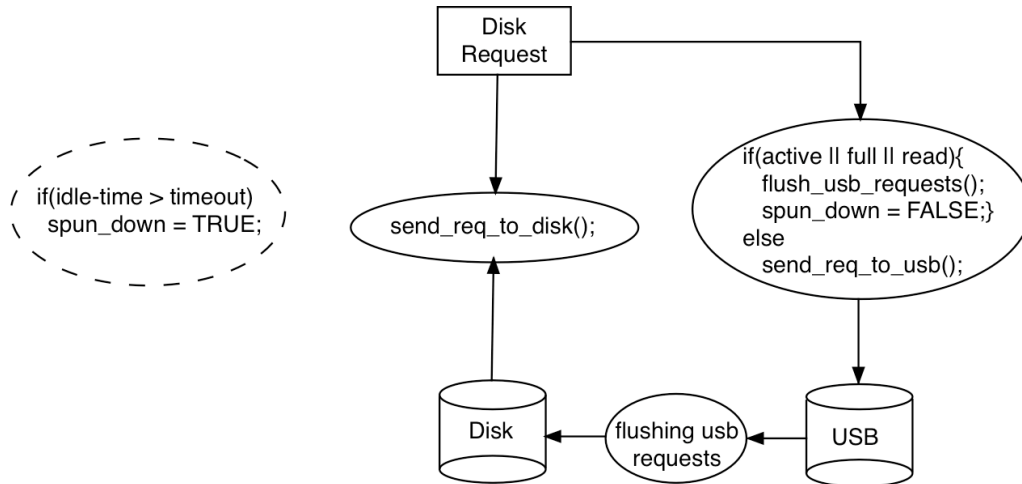 Disk
Request
if(idle-time > timeout)
spun_down = TRUE;
send_req_to_disk();
if(active || full || read){
flush_usb_requests();
spun_down = FALSE;}
else
send_req_to_usb();
Disk
flushing usb
requests
USB